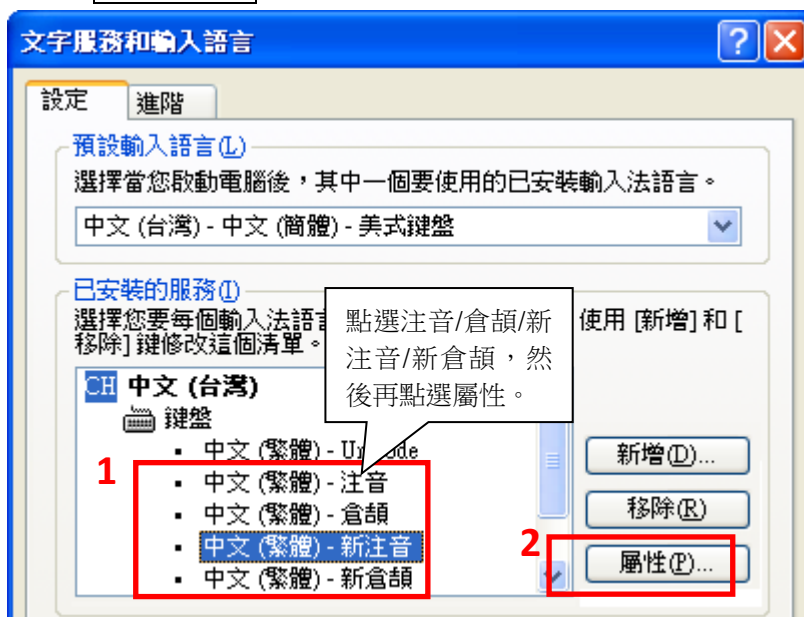 文字服務和輸入語言
設定
進階
預設輸入語言(L)
選擇當您啟動電腦後，其中一個要使用的已安裝輸入法語言。
中文 (台灣) - 中文 (簡體) - 美式鍵盤
已安裝的服務(I)
選擇您要每個輸入法語
使用 [新增] 和 [
移除] 鍵修改這個清單。
點選注音/倉頡/新
注音/新倉頡，然
後再點選屬性。
CH 中文 (台灣)
鍵盤
中文 (繁體) - U
ode
1
中文 (繁體) - 注音
中文 (繁體) - 倉頡
中文 (繁體) - 新注音
中文 (繁體) - 新倉頡
新增(D)...
移除(R)
2
屬性(P)...